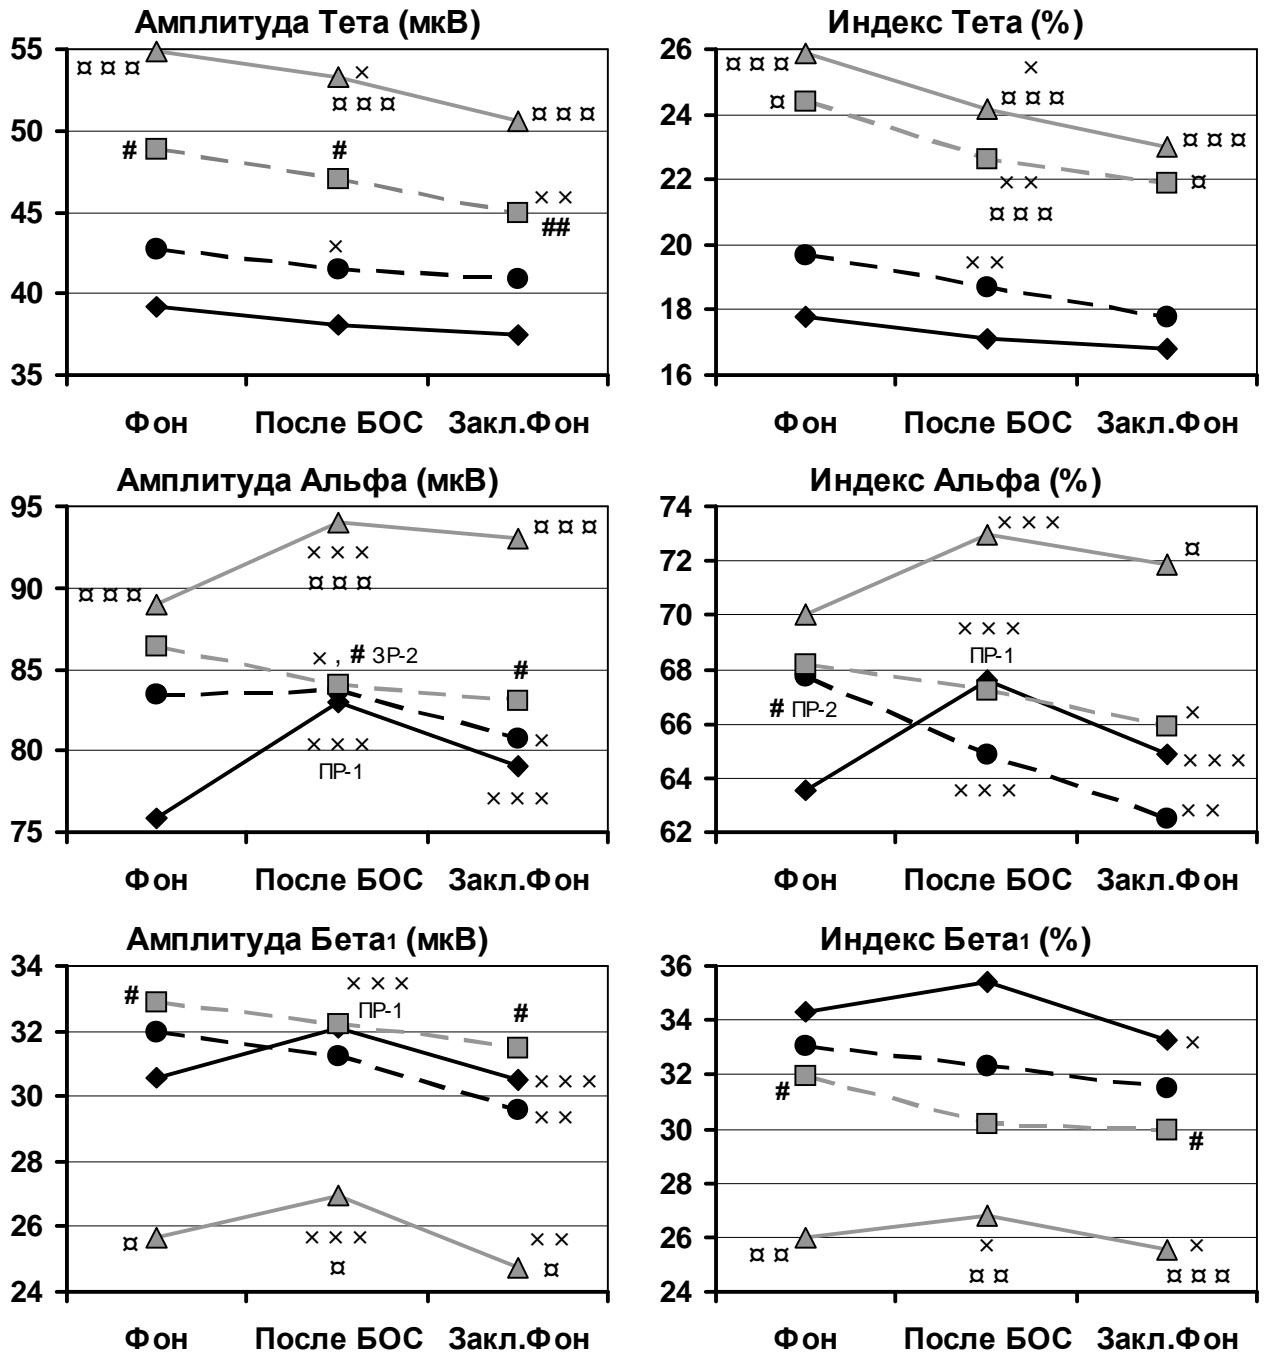 Амплитуда Тета (мкВ)
55
50
45
40
35
¤ ¤ ¤
×
¤ ¤ ¤
¤ ¤ ¤
#
#
× ×
##
×
Фон После БОС Закл.Фон
Индекс Тета (%)
26
24
22
20
18
16
¤ ¤ ¤
×
¤ ¤ ¤
¤ ¤ ¤
¤
× ×
¤ ¤ ¤
¤
× ×
Фон После БОС Закл.Фон
Амплитуда Альфа (мкВ)
95
90
85
80
75
¤ ¤ ¤
× × ×
¤ ¤ ¤
¤ ¤ ¤
× , # ЗР-2
#
× × ×
ПР-1
×
× × ×
Фон После БОС Закл.Фон
Индекс Альфа (%)
74
72
70
68
66
64
62
× × ×
¤
× × ×
ПР-1
# ПР-2
×
× × ×
× × ×
× ×
Фон После БОС Закл.Фон
Амплитуда Бета1 (мкВ)
34
32
30
28
26
24
#
× × ×
ПР-1
#
× × ×
× ×
¤
× × ×
¤
× ×
¤
Фон После БОС Закл.Фон
Индекс Бета1 (%)
36
34
32
30
28
26
24
×
#
#
¤ ¤
×
¤ ¤
×
¤ ¤ ¤
Фон После БОС Закл.Фон